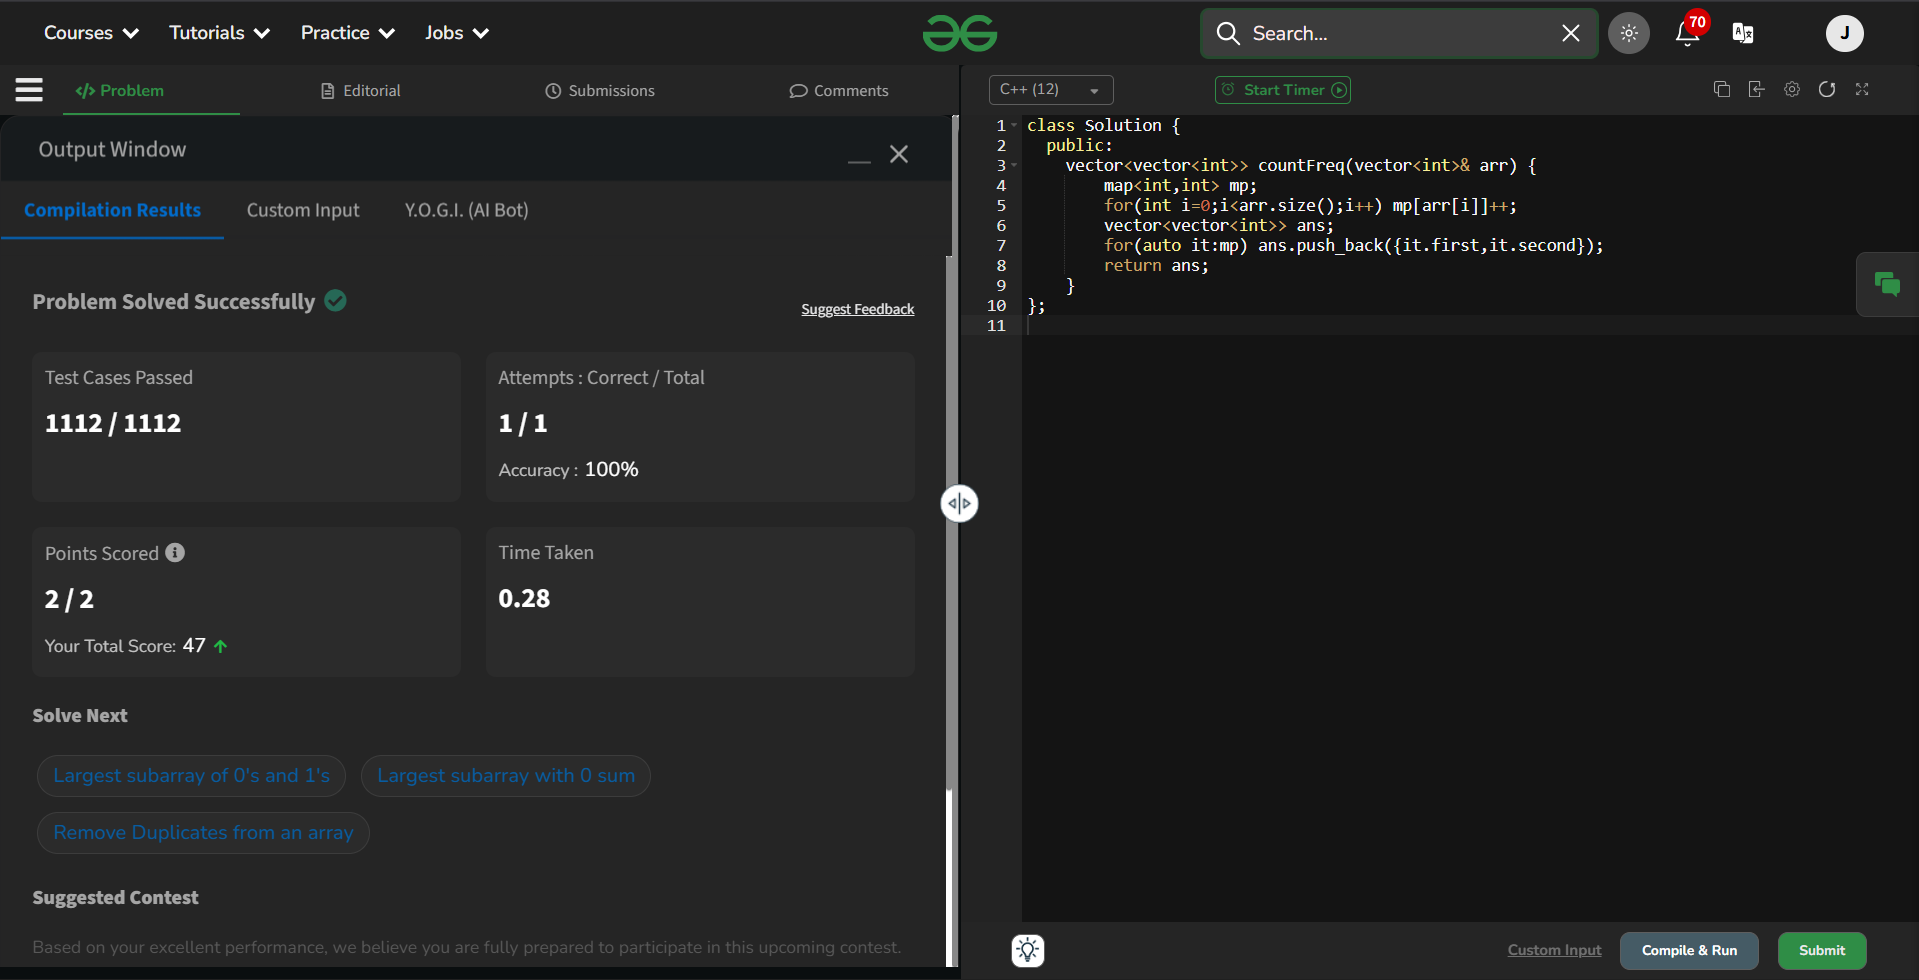 Courses Tutorials Practice Jobs Search... 70 J
</> Problem Editorial Submissions Comments
C++ (12) Start Timer
Output Window
Compilation Results Custom Input Y.O.G.I. (AI Bot)
Problem Solved Successfully
Suggest Feedback
Test Cases Passed
1112 / 1112
Attempts : Correct / Total
1 / 1
Accuracy : 100%
Points Scored
2 / 2
Your Total Score: 47
Time Taken
0.28
Solve Next
Largest subarray of 0's and 1's Largest subarray with 0 sum
Remove Duplicates from an array
Suggested Contest
Based on your excellent performance, we believe you are fully prepared to participate in this upcoming contest.
1 class Solution {
2   public:
3     vector<vector<int>> countFreq(vector<int>& arr) {
4         map<int,int> mp;
5         for(int i=0;i<arr.size();i++) mp[arr[i]]++;
6         vector<vector<int>> ans;
7         for(auto it:mp) ans.push_back({it.first,it.second});
8         return ans;
9     }
10 };
11
Custom Input Compile & Run Submit